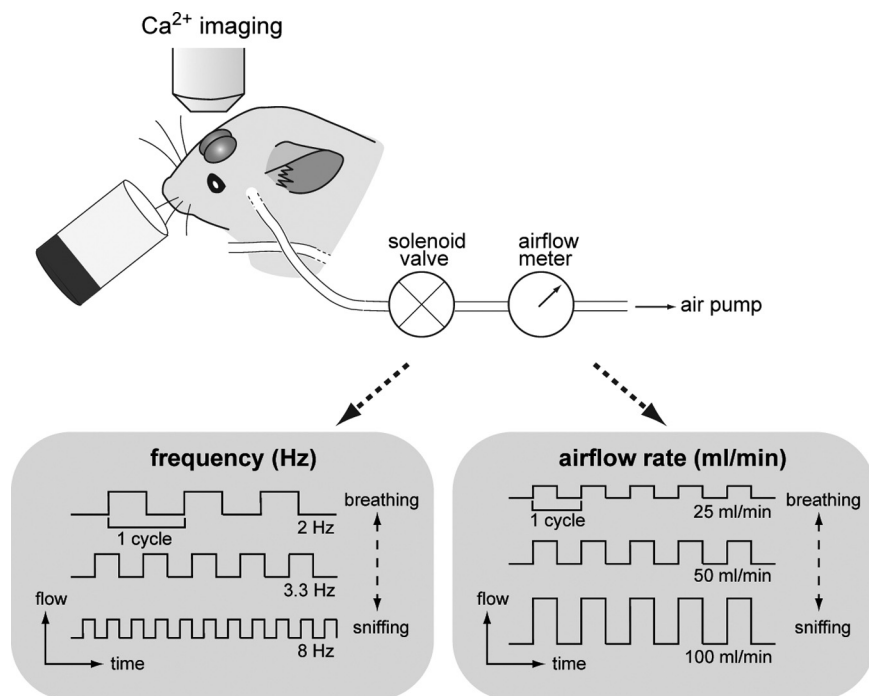 Ca2+ imaging
solenoid
valve
airflow
meter
air pump
frequency (Hz)
breathing
2 Hz
1 cycle
3.3 Hz
flow
sniffing
8 Hz
time
airflow rate (ml/min)
breathing
25 ml/min
1 cycle
50 ml/min
flow
sniffing
100 ml/min
time